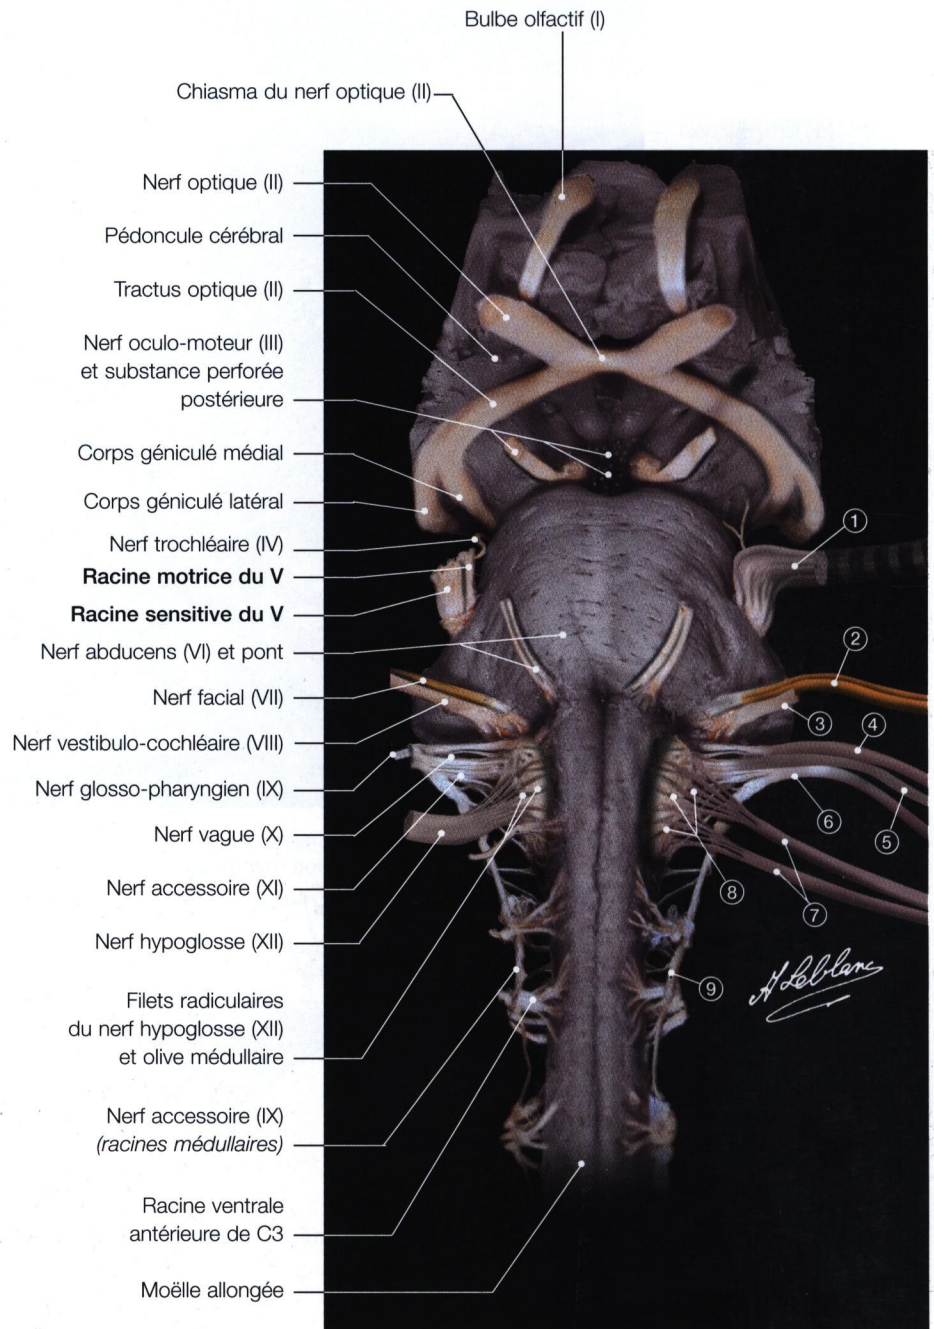 Bulbe olfactif (I)
Chiasma du nerf optique (II)
Nerf optique (II)
Pédoncule cérébral
Tractus optique (II)
Nerf oculo-moteur (III)
et substance perforée
postérieure
Corps géniculé médial
Corps géniculé latéral
Nerf trochléaire (IV)
Racine motrice du V
Racine sensitive du V
Nerf abducens (VI) et pont
Nerf facial (VII)
Nerf vestibulo-cochléaire (VIII)
Nerf glosso-pharyngien (IX)
Nerf vague (X)
Nerf accessoire (XI)
Nerf hypoglosse (XII)
Filets radiculaires
du nerf hypoglosse (XII)
et olive médullaire
Nerf accessoire (IX)
(racines médullaires)
Racine ventrale
antérieure de C3
Moëlle allongée
1
2
3
4
5
6
7
8
9
A Leblanc